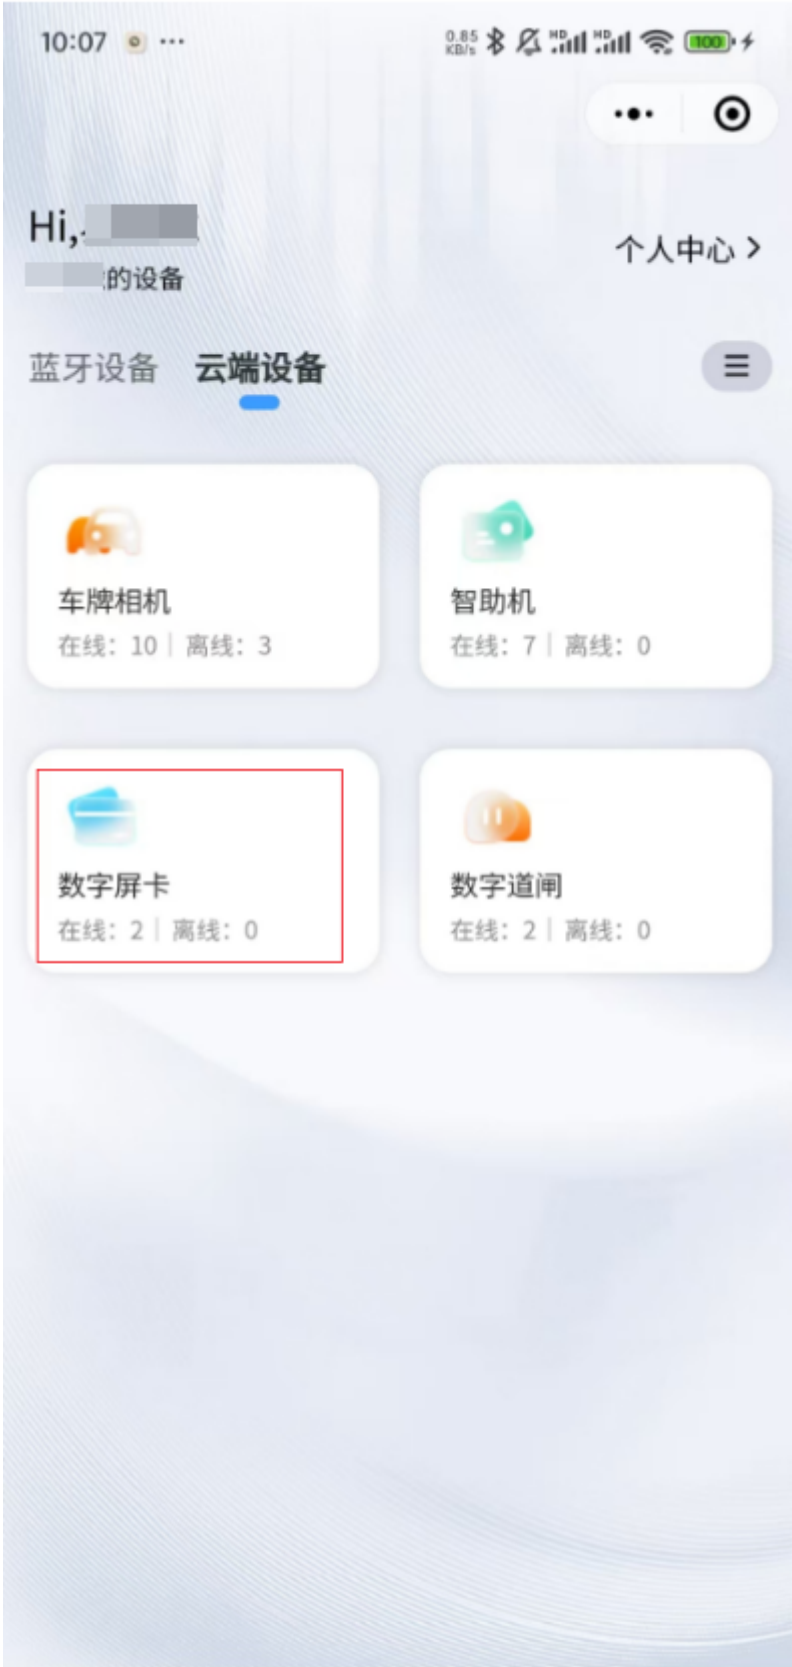 10:07
0.85 KB/s HD HD 100
Hi,
的设备
个人中心
蓝牙设备 云端设备
车牌相机
在线：10 | 离线：3
智助机
在线：7 | 离线：0
数字屏卡
在线：2 | 离线：0
数字道闸
在线：2 | 离线：0